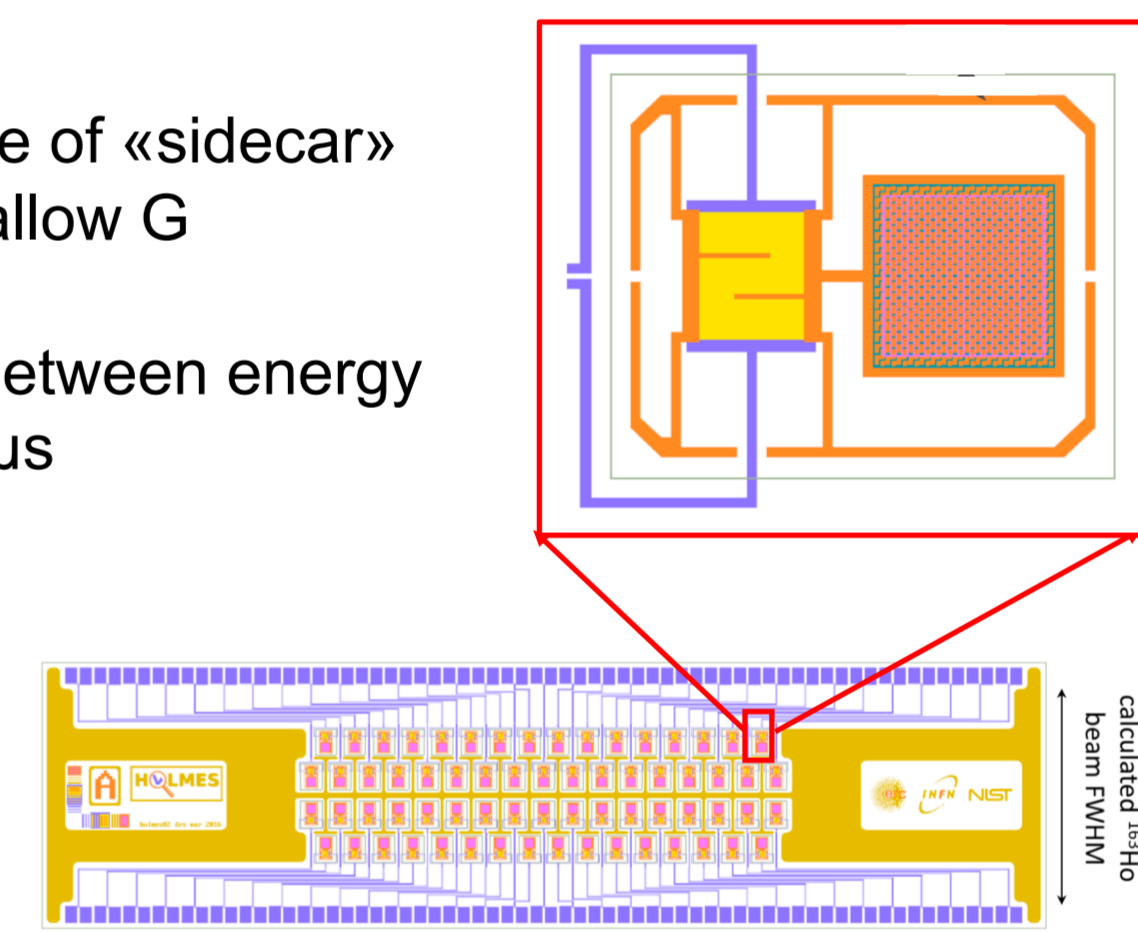 e of «sidecar»
allow G
etween energy
us
HOLMES
INFN
NIST
calculated ¹⁶³Ho
beam FWHM